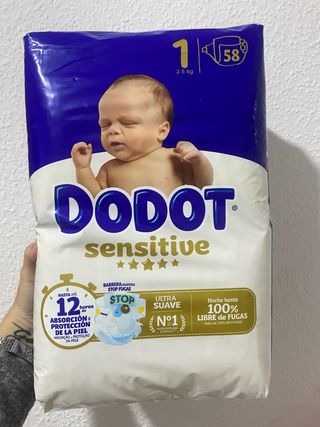 1
2-5 kg
58
DODOT®
sensitive
HASTA
12 horas
ABSORCIÓN Y
PROTECCIÓN
DE LA PIEL
BARRERA
STOP FUGAS
STOP
ULTRA
SUAVE
Nº1
Noche hasta
100%
LIBRE de FUGAS